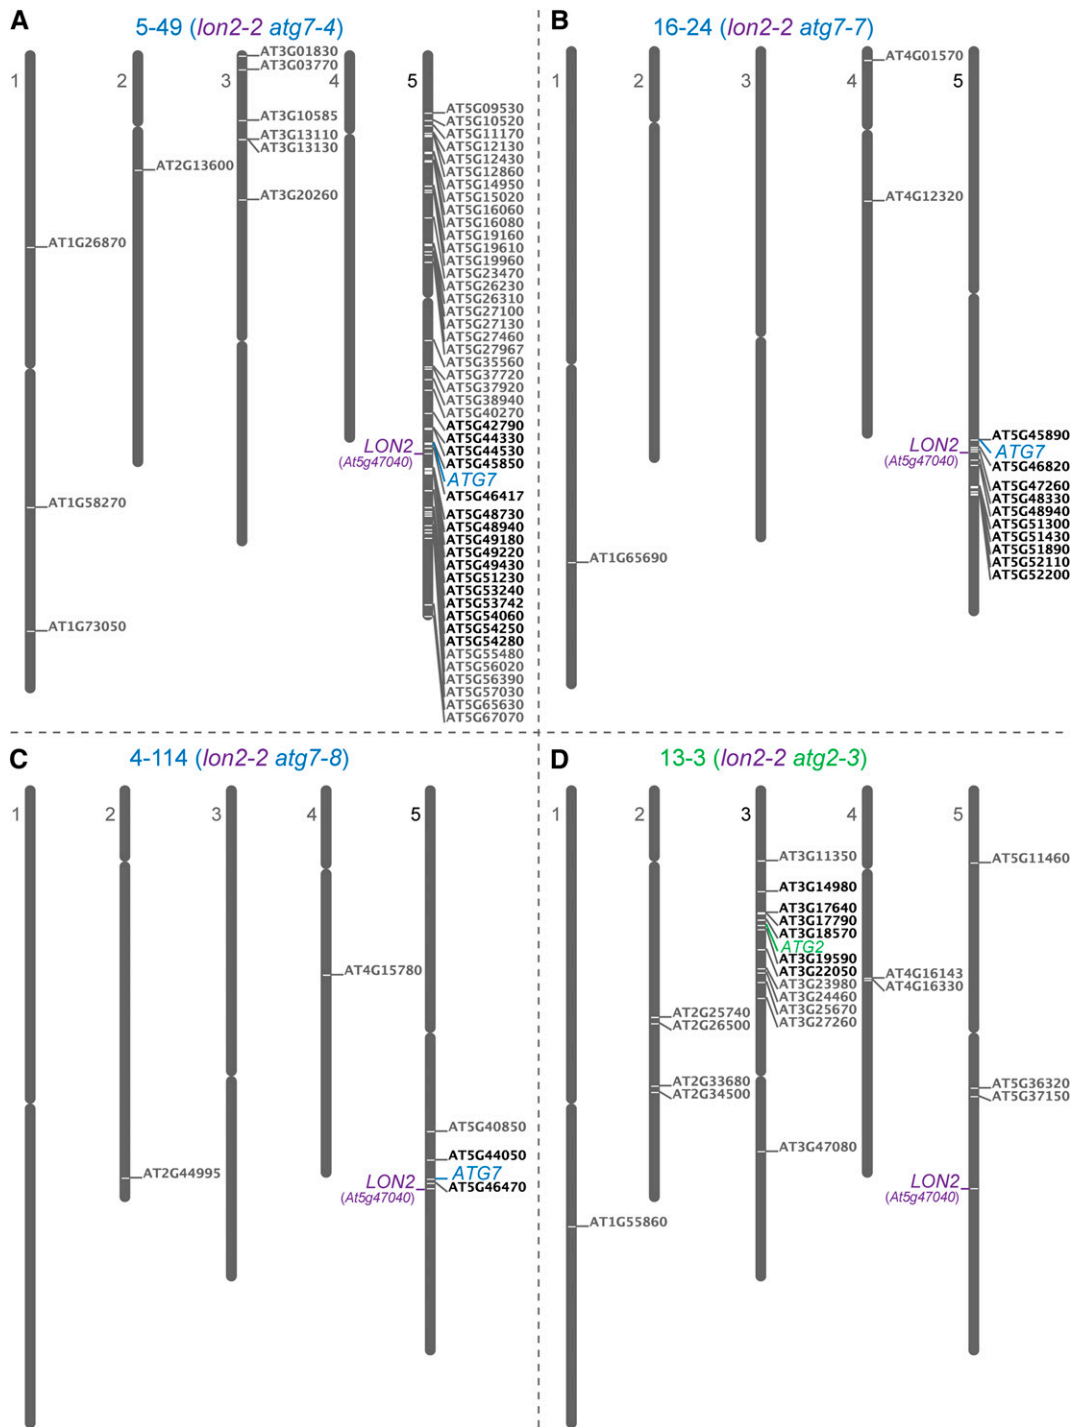 A
5-49 (lon2-2 atg7-4)
1
2
3
4
5
AT1G26870
AT1G58270
AT1G73050
AT2G13600
AT3G01830
AT3G03770
AT3G10585
AT3G13110
AT3G13130
AT3G20260
AT5G09530
AT5G10520
AT5G11170
AT5G12130
AT5G12430
AT5G12860
AT5G14950
AT5G15020
AT5G16060
AT5G16080
AT5G19160
AT5G19610
AT5G19960
AT5G23470
AT5G26230
AT5G26310
AT5G27100
AT5G27130
AT5G27460
AT5G27967
AT5G35560
AT5G37720
AT5G37920
AT5G38940
AT5G40270
AT5G42790
AT5G44330
AT5G44530
AT5G45850
ATG7
AT5G46417
LON2
(At5g47040)
AT5G48730
AT5G48940
AT5G49180
AT5G49220
AT5G49430
AT5G51230
AT5G53240
AT5G53742
AT5G54060
AT5G54250
AT5G54280
AT5G55480
AT5G56020
AT5G56390
AT5G57030
AT5G65630
AT5G67070
B
16-24 (lon2-2 atg7-7)
1
2
3
4
5
AT1G65690
AT4G01570
AT4G12320
AT5G45890
ATG7
AT5G46820
LON2
(At5g47040)
AT5G47260
AT5G48330
AT5G48940
AT5G51300
AT5G51430
AT5G51890
AT5G52110
AT5G52200
C
4-114 (lon2-2 atg7-8)
1
2
3
4
5
AT2G44995
AT4G15780
AT5G40850
AT5G44050
ATG7
AT5G46470
LON2
(At5g47040)
D
13-3 (lon2-2 atg2-3)
1
2
3
4
5
AT1G55860
AT2G25740
AT2G26500
AT2G33680
AT2G34500
AT3G11350
AT3G14980
AT3G17640
AT3G17790
AT3G18570
ATG2
AT3G19590
AT3G22050
AT3G23980
AT3G24460
AT3G25670
AT3G27260
AT3G47080
AT4G16143
AT4G16330
AT5G11460
AT5G36320
AT5G37150
LON2
(At5g47040)